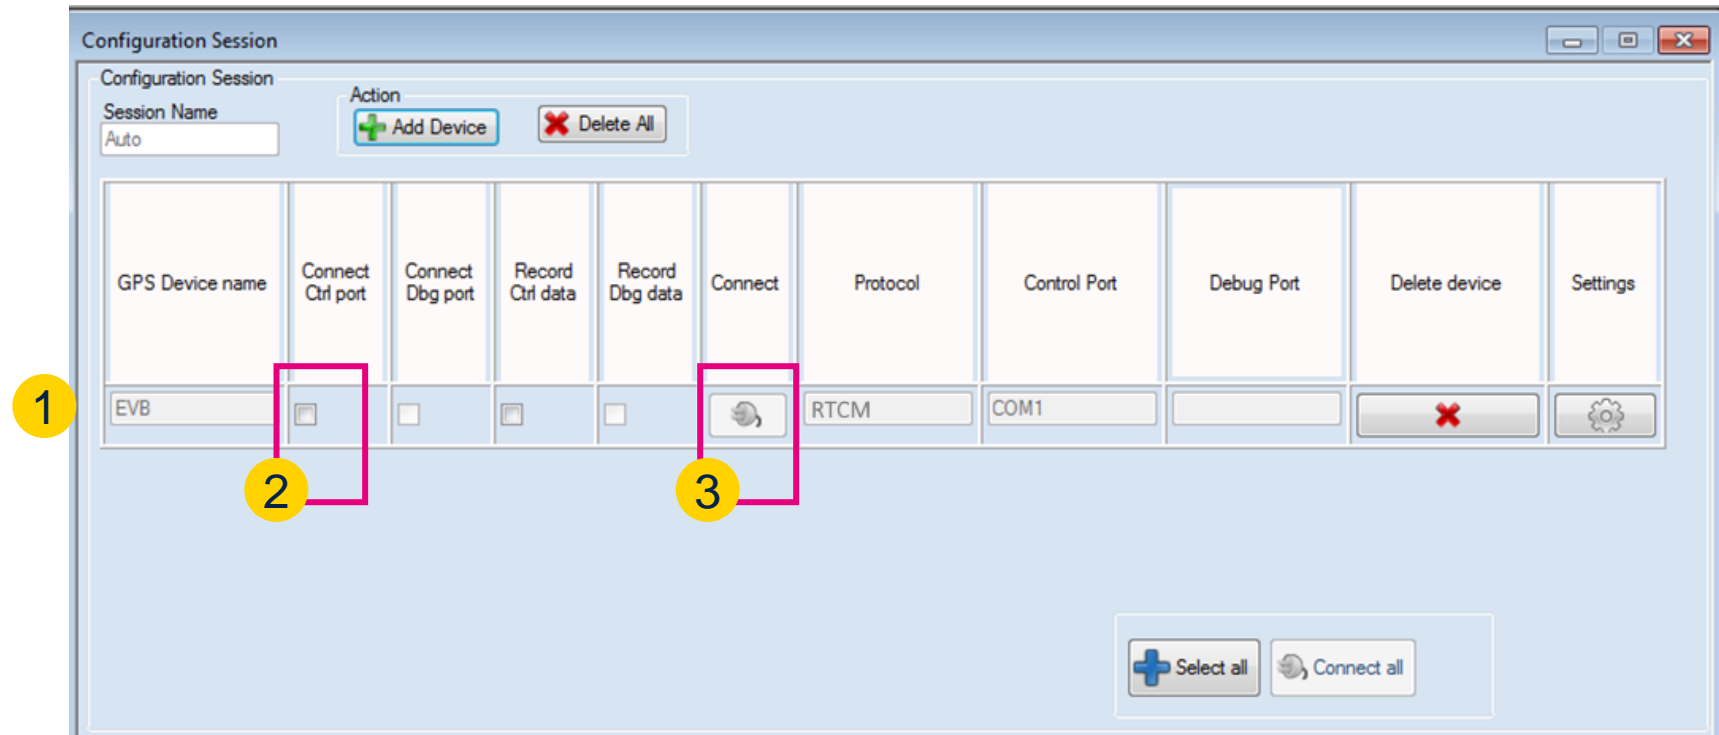 Configuration Session
Configuration Session
Session Name
Action
Auto
Add Device
Delete All
GPS Device name
Connect
Ctrl port
Connect
Dbg port
Record
Ctrl data
Record
Dbg data
Connect
Protocol
Control Port
Debug Port
Delete device
Settings
1
EVB
RTCM
COM1
2
3
Select all
Connect all